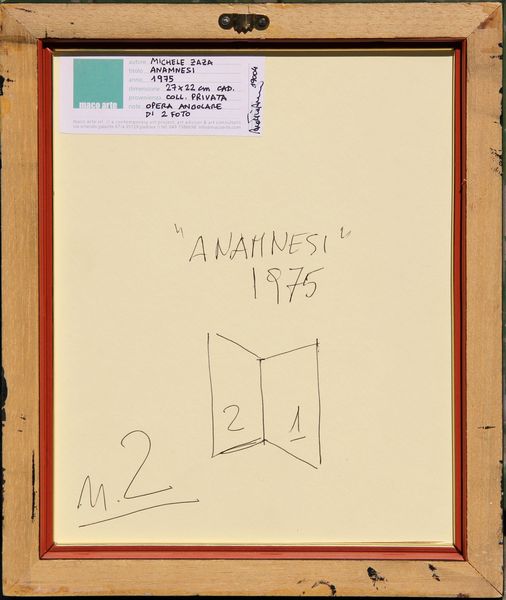 maco arte
autore MICHELE ZAZA
titolo ANAMNESI
anno 1975
dimensione 27x22 cm CAD.
provenienza COLL. PRIVATA
note OPERA ANGOLARE
DI 2 FOTO
"ANAMNESI"
1975
2 1
N.2